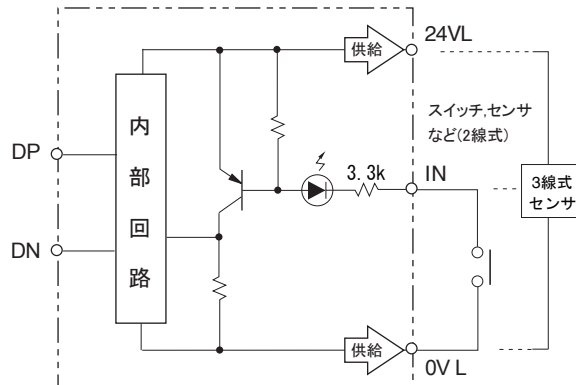 供給
24VL
スイッチ,センサ
など(2線式)
内部回路
DP
3.3k
IN
3線式
センサ
DN
供給
0V L